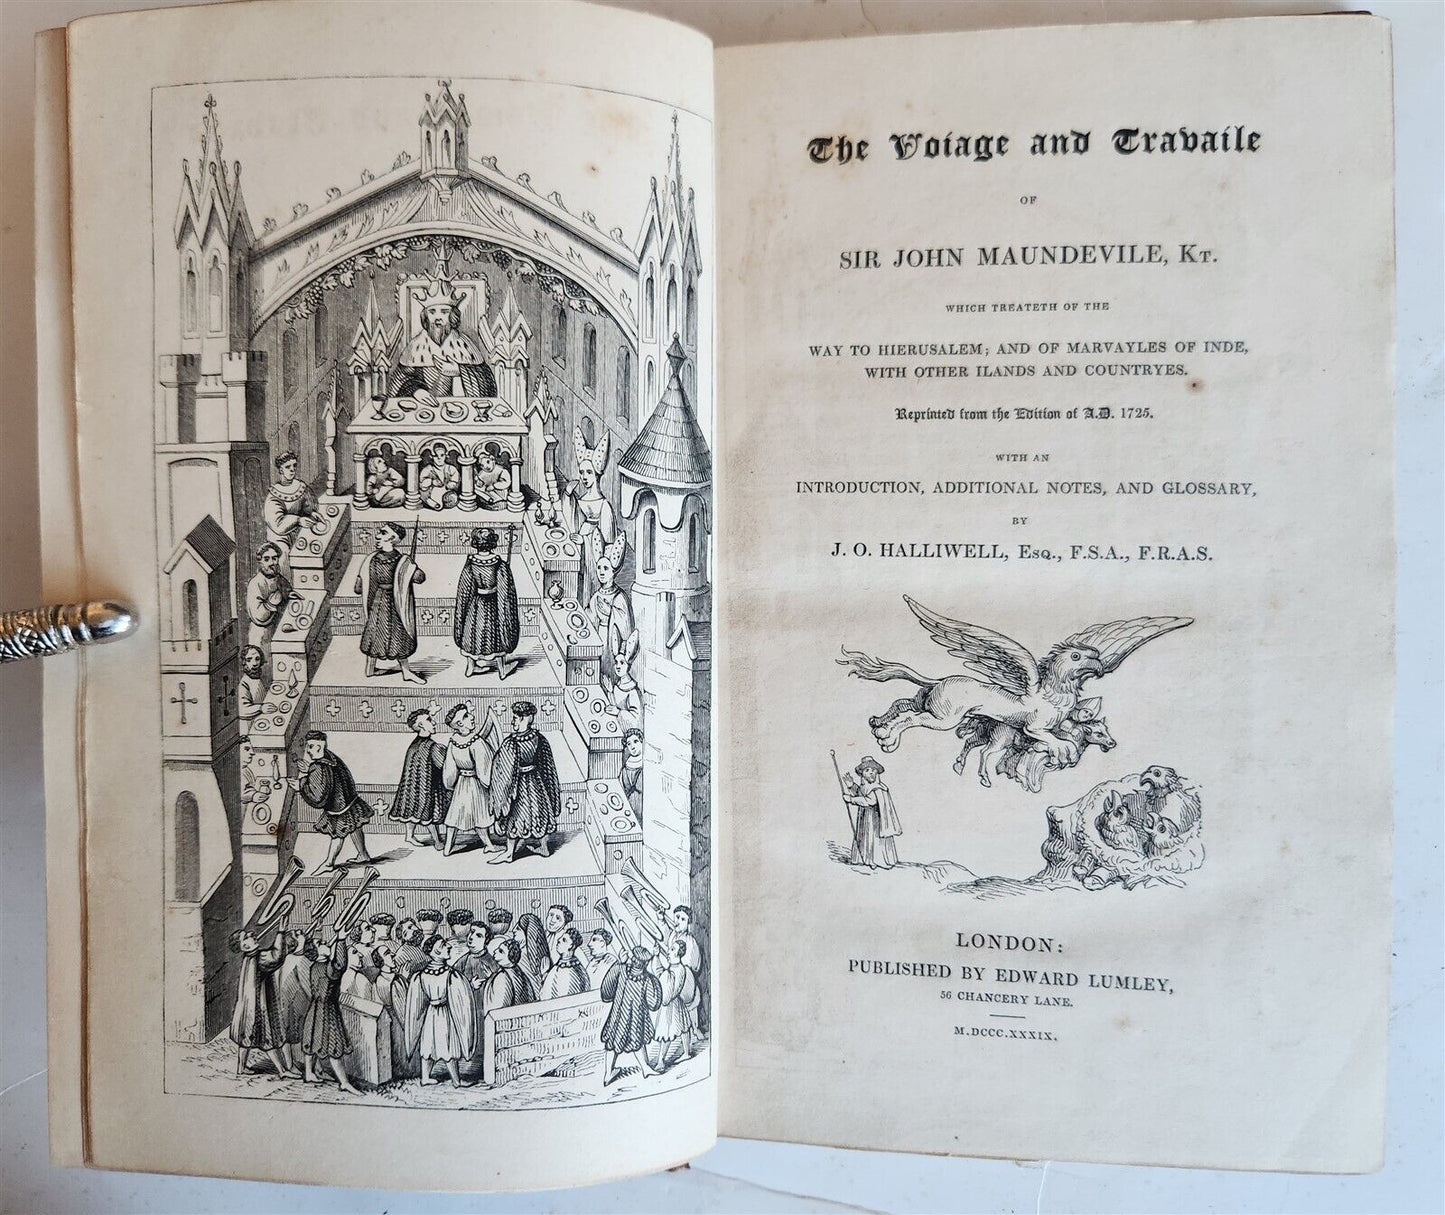 The Voiage and Travaile
OF
SIR JOHN MAUNDEVILE, KT.
WHICH TREATETH OF THE
WAY TO HIERUSALEM; AND OF MARVAYLES OF INDE,
WITH OTHER ILANDS AND COUNTRYES.
Reprinted from the Edition of A.D. 1725.
WITH AN
INTRODUCTION, ADDITIONAL NOTES, AND GLOSSARY,
BY
J. O. HALLIWELL, ESQ., F.S.A., F.R.A.S.
LONDON:
PUBLISHED BY EDWARD LUMLEY,
56 CHANCERY LANE.
M.DCCC.XXXIX.